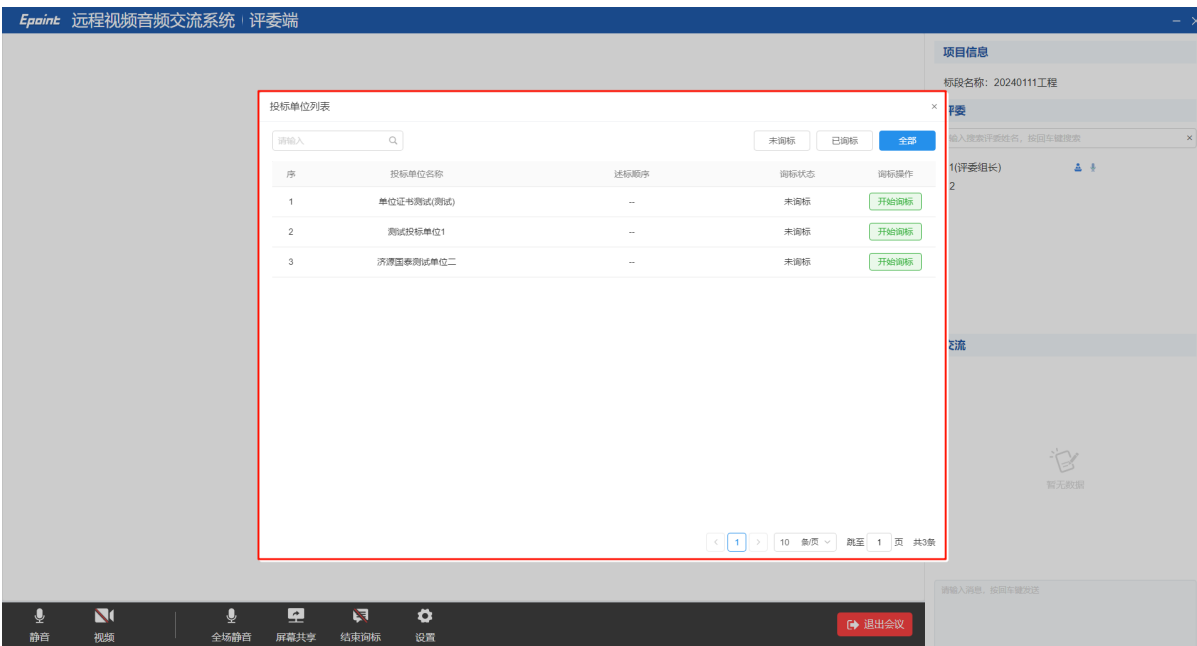 Epoint 远程视频音频交流系统 | 评委端
项目信息
标段名称：20240111工程
投标单位列表
评委
请输入
未询标 已询标 全部
输入搜索评委姓名，按回车键搜索
序 投标单位名称 述标顺序 询标状态 询标操作
1(评委组长)
2
1 单位证书测试(测试) -- 未询标 开始询标
2 测试投标单位1 -- 未询标 开始询标
3 济源国泰测试单位二 -- 未询标 开始询标
交流
暂无数据
1 10 条/页 跳至 1 页 共3条
请输入消息，按回车键发送
静音 视频 全场静音 屏幕共享 结束询标 设置 退出会议